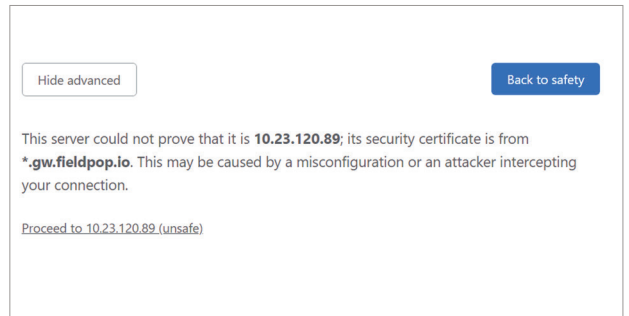 Hide advanced
Back to safety
This server could not prove that it is 10.23.120.89; its security certificate is from
*.gw.fieldpop.io. This may be caused by a misconfiguration or an attacker intercepting
your connection.
Proceed to 10.23.120.89 (unsafe)